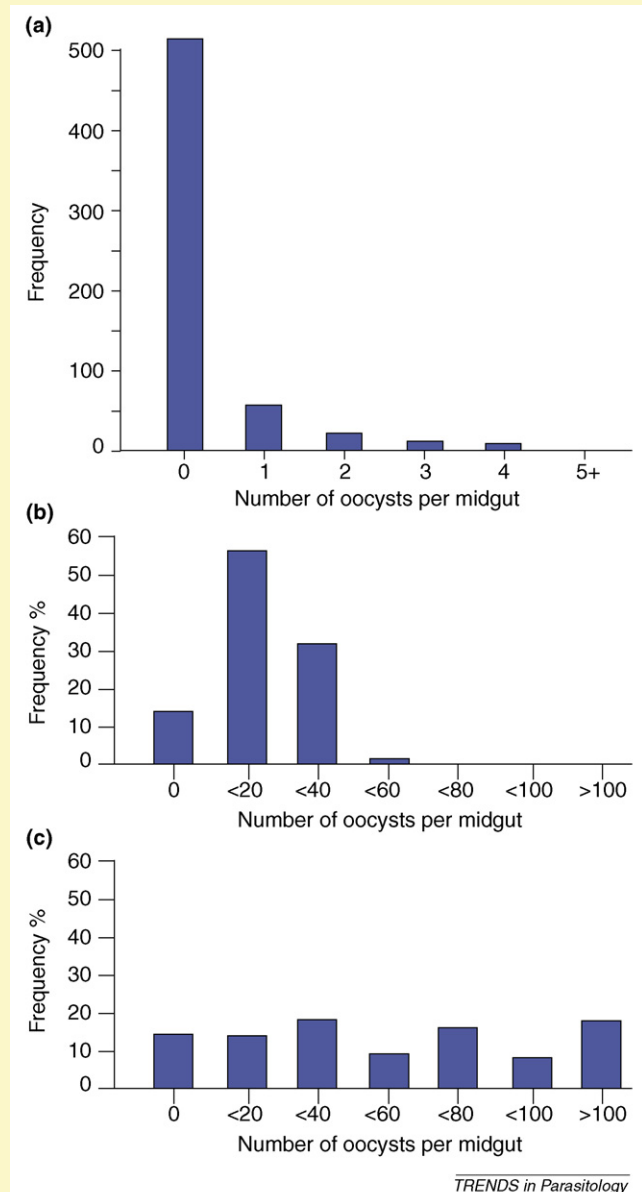 (a)
500
400
300
200
100
0
Frequency
0 1 2 3 4 5+
Number of oocysts per midgut
(b)
60
50
40
30
20
10
0
Frequency %
0 <20 <40 <60 <80 <100 >100
Number of oocysts per midgut
(c)
60
50
40
30
20
10
0
Frequency %
0 <20 <40 <60 <80 <100 >100
Number of oocysts per midgut
TRENDS in Parasitology